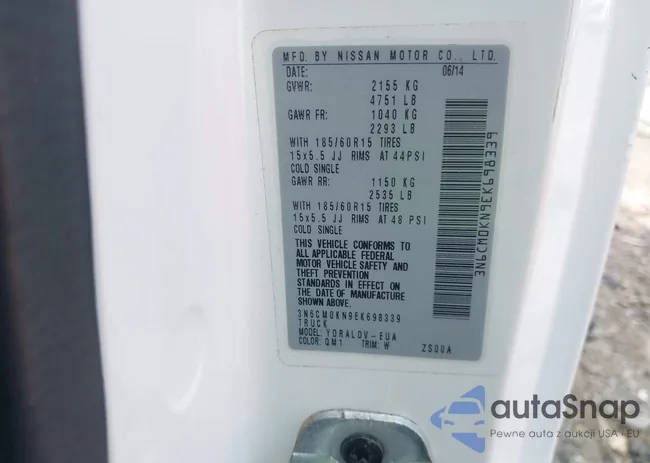 MFD. BY NISSAN MOTOR CO., LTD.
DATE: 06/14
GVWR: 2155 KG
4751 LB
GAWR FR: 1040 KG
2293 LB
WITH 185/60R15 TIRES
15x5.5 JJ RIMS AT 44PSI
COLD SINGLE
GAWR RR: 1150 KG
2535 LB
WITH 185/60R15 TIRES
15x5.5 JJ RIMS AT 48 PSI
COLD SINGLE
THIS VEHICLE CONFORMS TO
ALL APPLICABLE FEDERAL
MOTOR VEHICLE SAFETY AND
THEFT PREVENTION
STANDARDS IN EFFECT ON THE
DATE OF MANUFACTURE
SHOWN ABOVE.
3N6CM0KN9EK698339
TRUCK
MODEL: YDRALDV-EUA
COLOR: QM1 TRIM: W ZS00A
3N6CM0KN9EK698339
autaSnap
Pewne auta z aukcji USA i EU